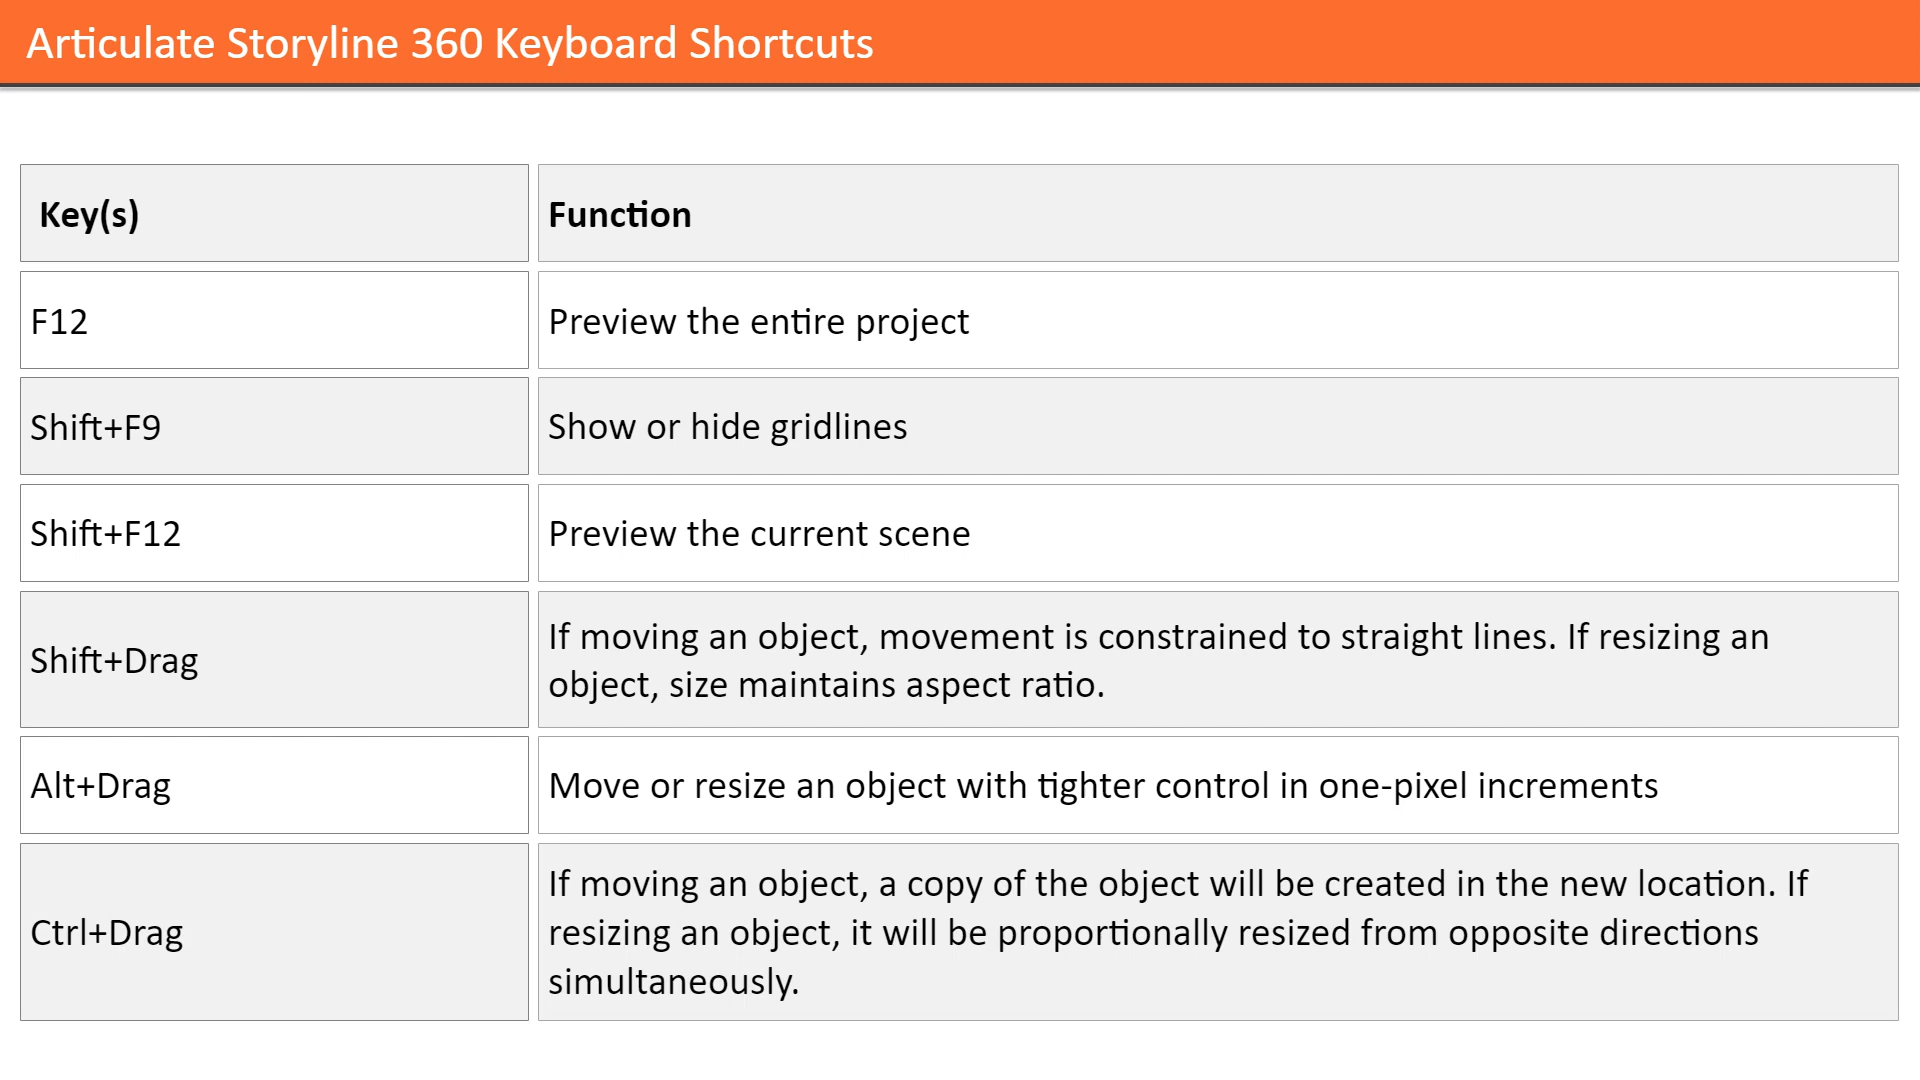 Articulate Storyline 360 Keyboard Shortcuts
Key(s)
Function
F12
Preview the entire project
Shift+F9
Show or hide gridlines
Shift+F12
Preview the current scene
Shift+Drag
If moving an object, movement is constrained to straight lines. If resizing an
object, size maintains aspect ratio.
Alt+Drag
Move or resize an object with tighter control in one-pixel increments
Ctrl+Drag
If moving an object, a copy of the object will be created in the new location. If
resizing an object, it will be proportionally resized from opposite directions
simultaneously.